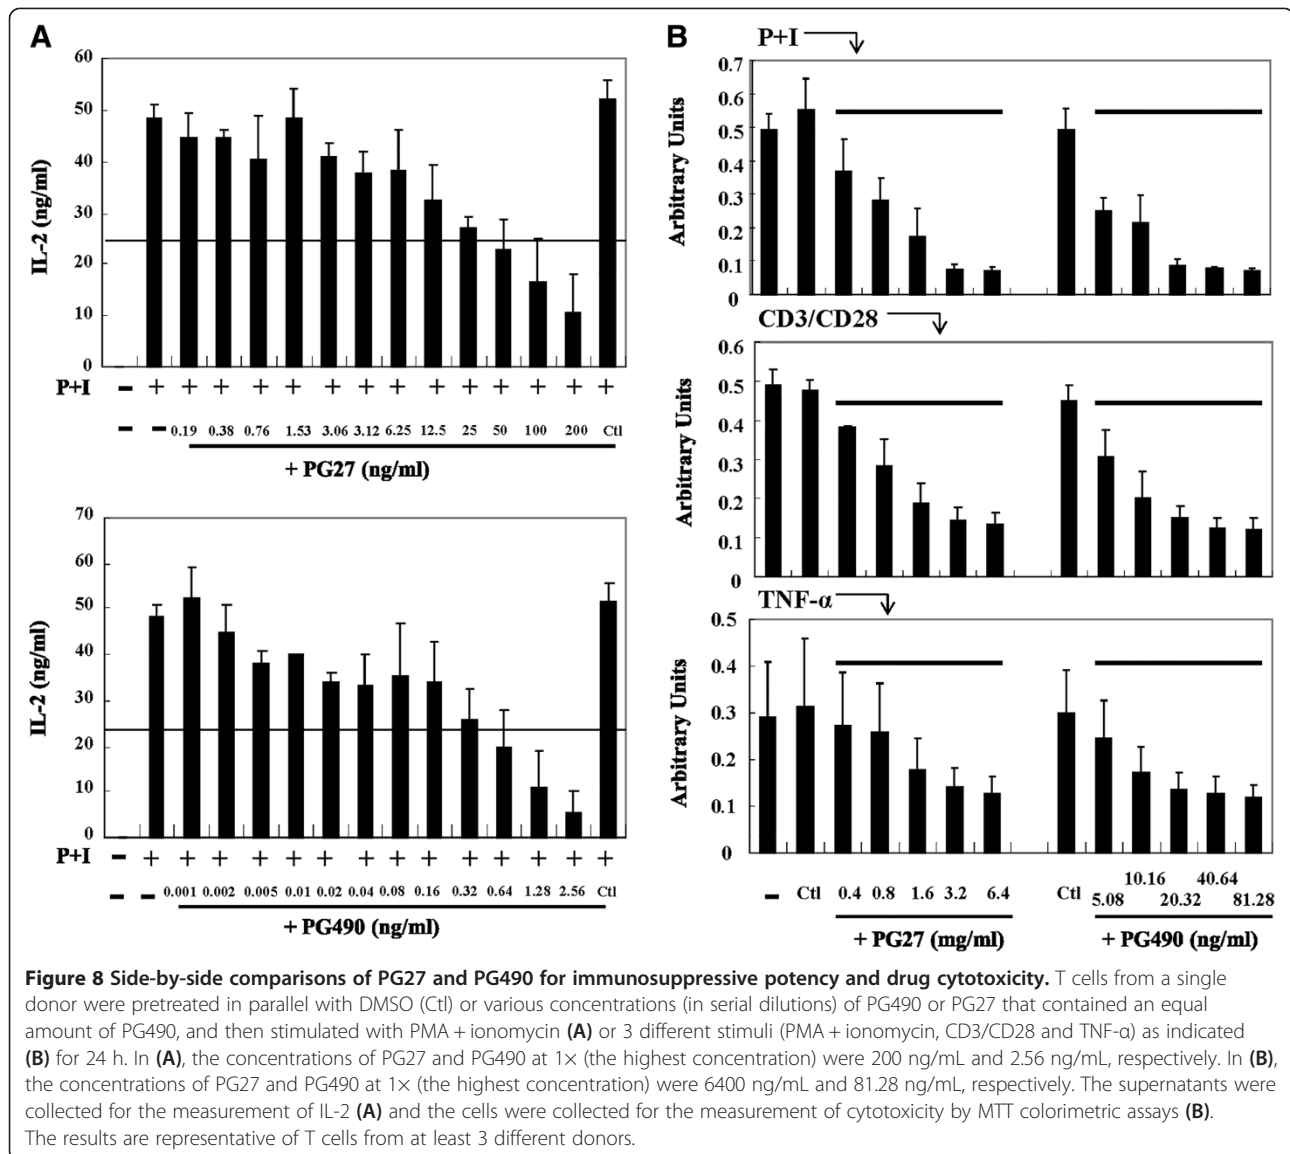 A
60
50
40
30
20
10
0
IL-2 (ng/ml)
P+I - + + + + + + + + + + + + +
- - 0.19 0.38 0.76 1.53 3.06 3.12 6.25 12.5 25 50 100 200 Ctl
+ PG27 (ng/ml)
70
60
50
40
30
20
10
0
IL-2 (ng/ml)
P+I - + + + + + + + + + + + + + +
- - 0.001 0.002 0.005 0.01 0.02 0.04 0.08 0.16 0.32 0.64 1.28 2.56 Ctl
+ PG490 (ng/ml)
B
P+I
0.7
0.6
0.5
0.4
0.3
0.2
0.1
0
Arbitrary Units
CD3/CD28
0.6
0.5
0.4
0.3
0.2
0.1
0
Arbitrary Units
TNF-α
0.5
0.4
0.3
0.2
0.1
0
Arbitrary Units
- Ctl 0.4 0.8 1.6 3.2 6.4 Ctl 5.08 10.16 20.32 40.64 81.28
+ PG27 (mg/ml) + PG490 (ng/ml)
Figure 8 Side-by-side comparisons of PG27 and PG490 for immunosuppressive potency and drug cytotoxicity. T cells from a single
donor were pretreated in parallel with DMSO (Ctl) or various concentrations (in serial dilutions) of PG490 or PG27 that contained an equal
amount of PG490, and then stimulated with PMA + ionomycin (A) or 3 different stimuli (PMA + ionomycin, CD3/CD28 and TNF-α) as indicated
(B) for 24 h. In (A), the concentrations of PG27 and PG490 at 1× (the highest concentration) were 200 ng/mL and 2.56 ng/mL, respectively. In (B),
the concentrations of PG27 and PG490 at 1× (the highest concentration) were 6400 ng/mL and 81.28 ng/mL, respectively. The supernatants were
collected for the measurement of IL-2 (A) and the cells were collected for the measurement of cytotoxicity by MTT colorimetric assays (B).
The results are representative of T cells from at least 3 different donors.